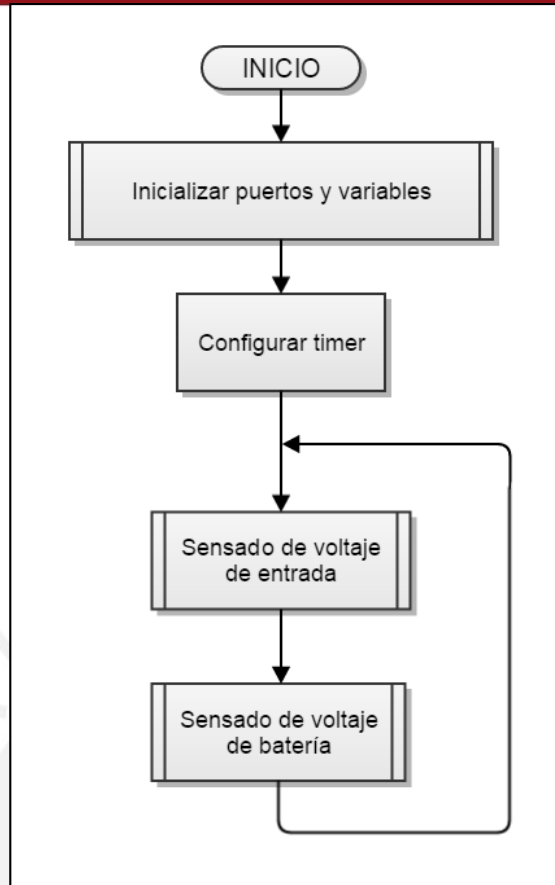 INICIO
Inicializar puertos y variables
Configurar timer
Sensado de voltaje
de entrada
Sensado de voltaje
de batería